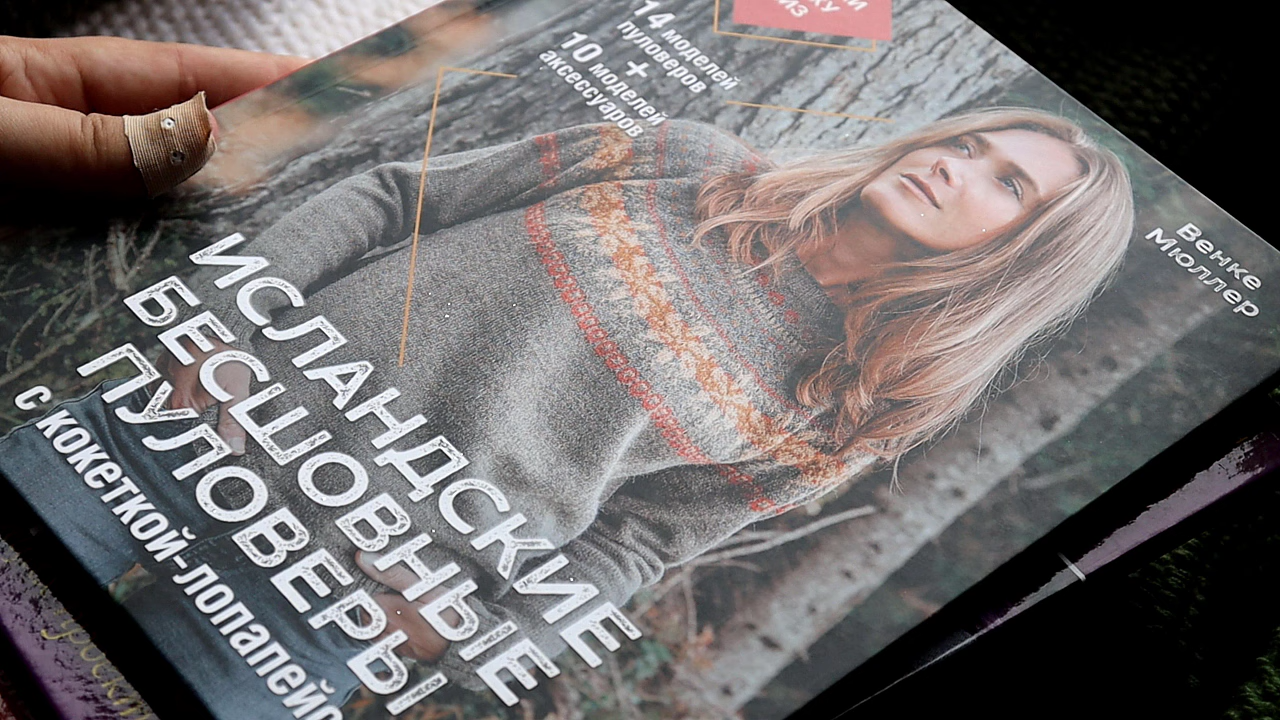 14 моделей
пуловеров
+
10 моделей
аксессуаров
Венке
Мюллер
ИСЛАНДСКИЕ
БЕСШОВНЫЕ
ПУЛОВЕРЫ
с кокеткой-лопапейс